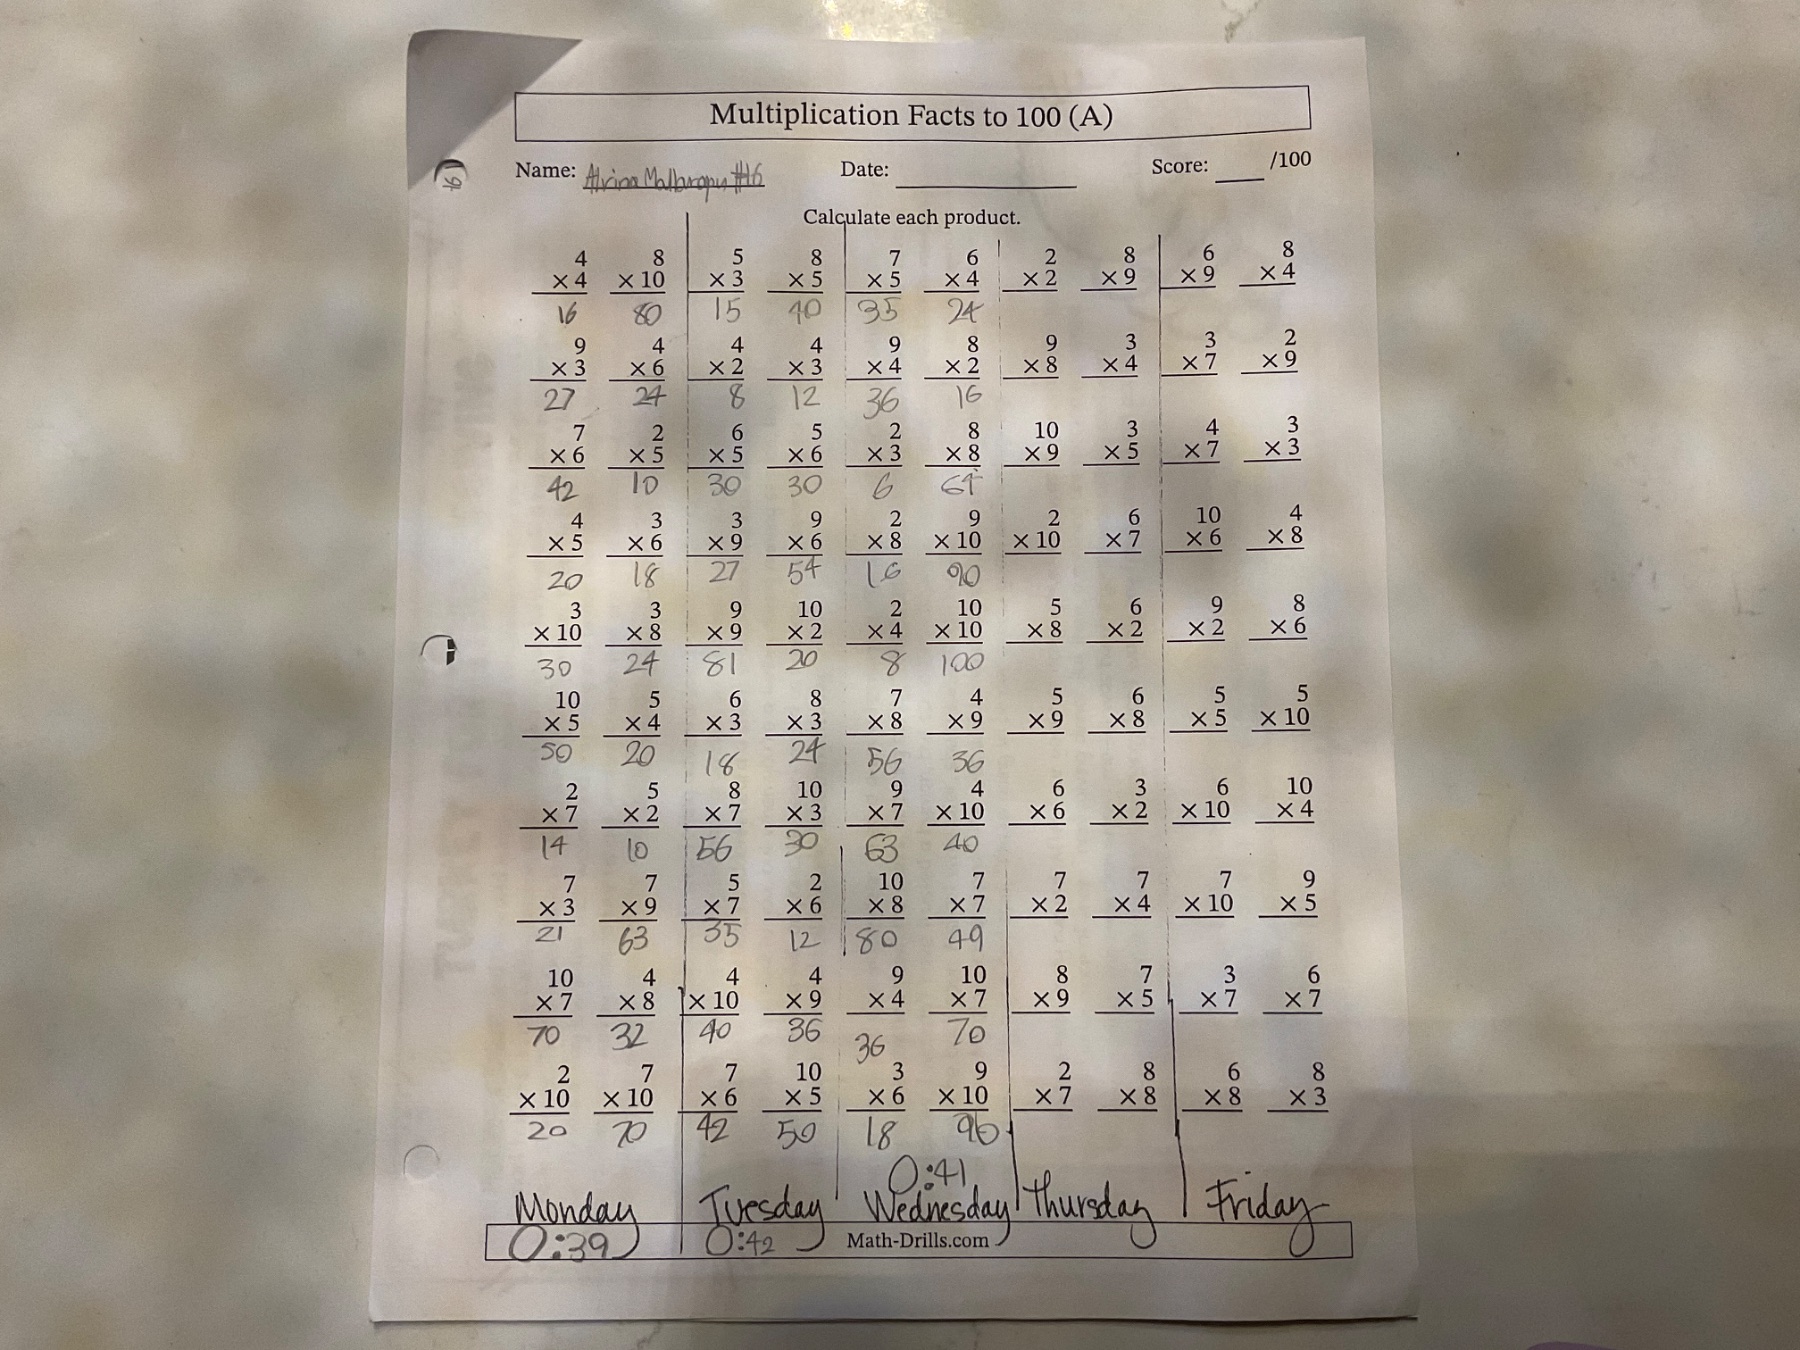 Multiplication Facts to 100 (A)
Name: #16 Date: Score: /100
Calculate each product.
4 8 5 8 7 6 2 8 6 8
× 4 × 10 × 3 × 5 × 5 × 4 × 2 × 9 × 9 × 4
16 80 15 40 35 24
9 4 4 4 9 8 9 3 3 2
× 3 × 6 × 2 × 3 × 4 × 2 × 8 × 4 × 7 × 9
27 24 8 12 36 16
7 2 6 5 2 8 10 3 4 3
× 6 × 5 × 5 × 6 × 3 × 8 × 9 × 5 × 7 × 3
42 10 30 30 6 64
4 3 3 9 2 9 2 6 10 4
× 5 × 6 × 9 × 6 × 8 × 10 × 10 × 7 × 6 × 8
20 18 27 54 16 90
3 3 9 10 2 10 5 6 9 8
× 10 × 8 × 9 × 2 × 4 × 10 × 8 × 2 × 2 × 6
30 24 81 20 8 100
10 5 6 8 7 4 5 6 5 5
× 5 × 4 × 3 × 3 × 8 × 9 × 9 × 8 × 5 × 10
50 20 18 24 56 36
2 5 8 10 9 4 6 3 6 10
× 7 × 2 × 7 × 3 × 7 × 10 × 6 × 2 × 10 × 4
14 10 56 30 63 40
7 7 5 2 10 7 7 7 7 9
× 3 × 9 × 7 × 6 × 8 × 7 × 2 × 4 × 10 × 5
21 63 35 12 80 49
10 4 4 4 9 10 8 7 3 6
× 7 × 8 × 10 × 9 × 4 × 7 × 9 × 5 × 7 × 7
70 32 40 36 36 70
2 7 7 10 3 9 2 8 6 8
× 10 × 10 × 6 × 5 × 6 × 10 × 7 × 8 × 8 × 3
20 70 42 50 18 90
0:41
Monday Tuesday Wednesday Thursday Friday
0:39 0:42 Math-Drills.com